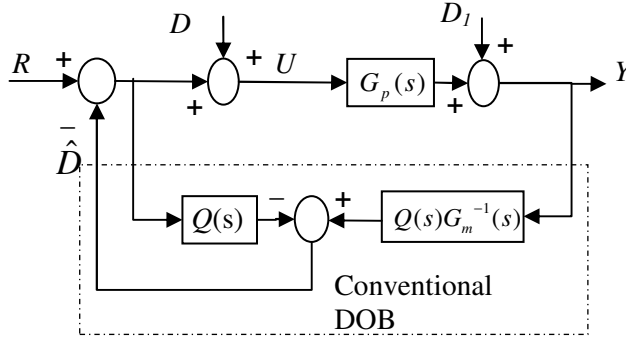 D
D₁
R
+
+
U
+
Y
+
Gₚ(s)
+
−
D̂
Q(s)
−
+
Q(s)Gₘ⁻¹(s)
Conventional
DOB